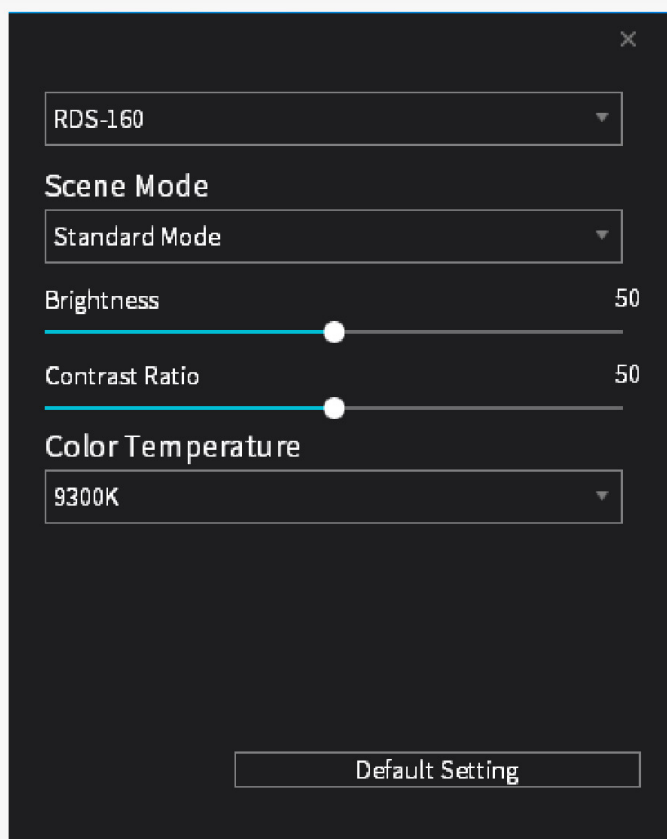 RDS-160
Scene Mode
Standard Mode
Brightness 50
Contrast Ratio 50
Color Temperature
9300K
Default Setting